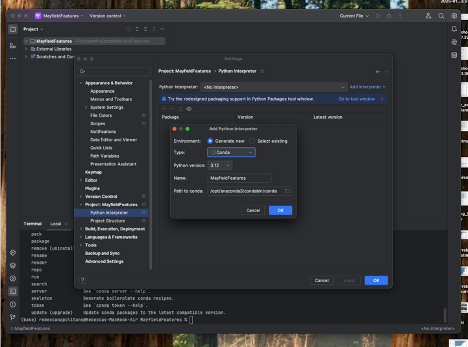 MayfieldFeatures
Version control
Current File
Project
MayfieldFeatures
External Libraries
Scratches and Con
Settings
Project: MayfieldFeatures › Python Interpreter
Appearance & Behavior
Appearance
Menus and Toolbars
System Settings
File Colors
Scopes
Notifications
Data Editor and Viewer
Quick Lists
Path Variables
Presentation Assistant
Keymap
Editor
Plugins
Version Control
Project: MayfieldFeatures
Python Interpreter
Project Structure
Build, Execution, Deployment
Languages & Frameworks
Tools
Backup and Sync
Advanced Settings
Python Interpreter: <No interpreter>
Add Interpreter
Try the redesigned packaging support in Python Packages tool window.
Go to tool window
Package
Version
Latest version
Add Python Interpreter
Environment:
Generate new
Select existing
Type:
Conda
Python version:
3.12
Name:
MayfieldFeatures
Path to conda:
/opt/anaconda3/condabin/conda
Cancel
OK
Cancel
Apply
OK
?
Terminal
Local
pack
package
remove (uninstal
rename
render
repo
run
search
server See `conda server --help`.
skeleton Generate boilerplate conda recipes.
token See `conda token --help`.
update (upgrade) Update conda packages to the latest compatible version.
MayfieldFeatures
<No interpreter>